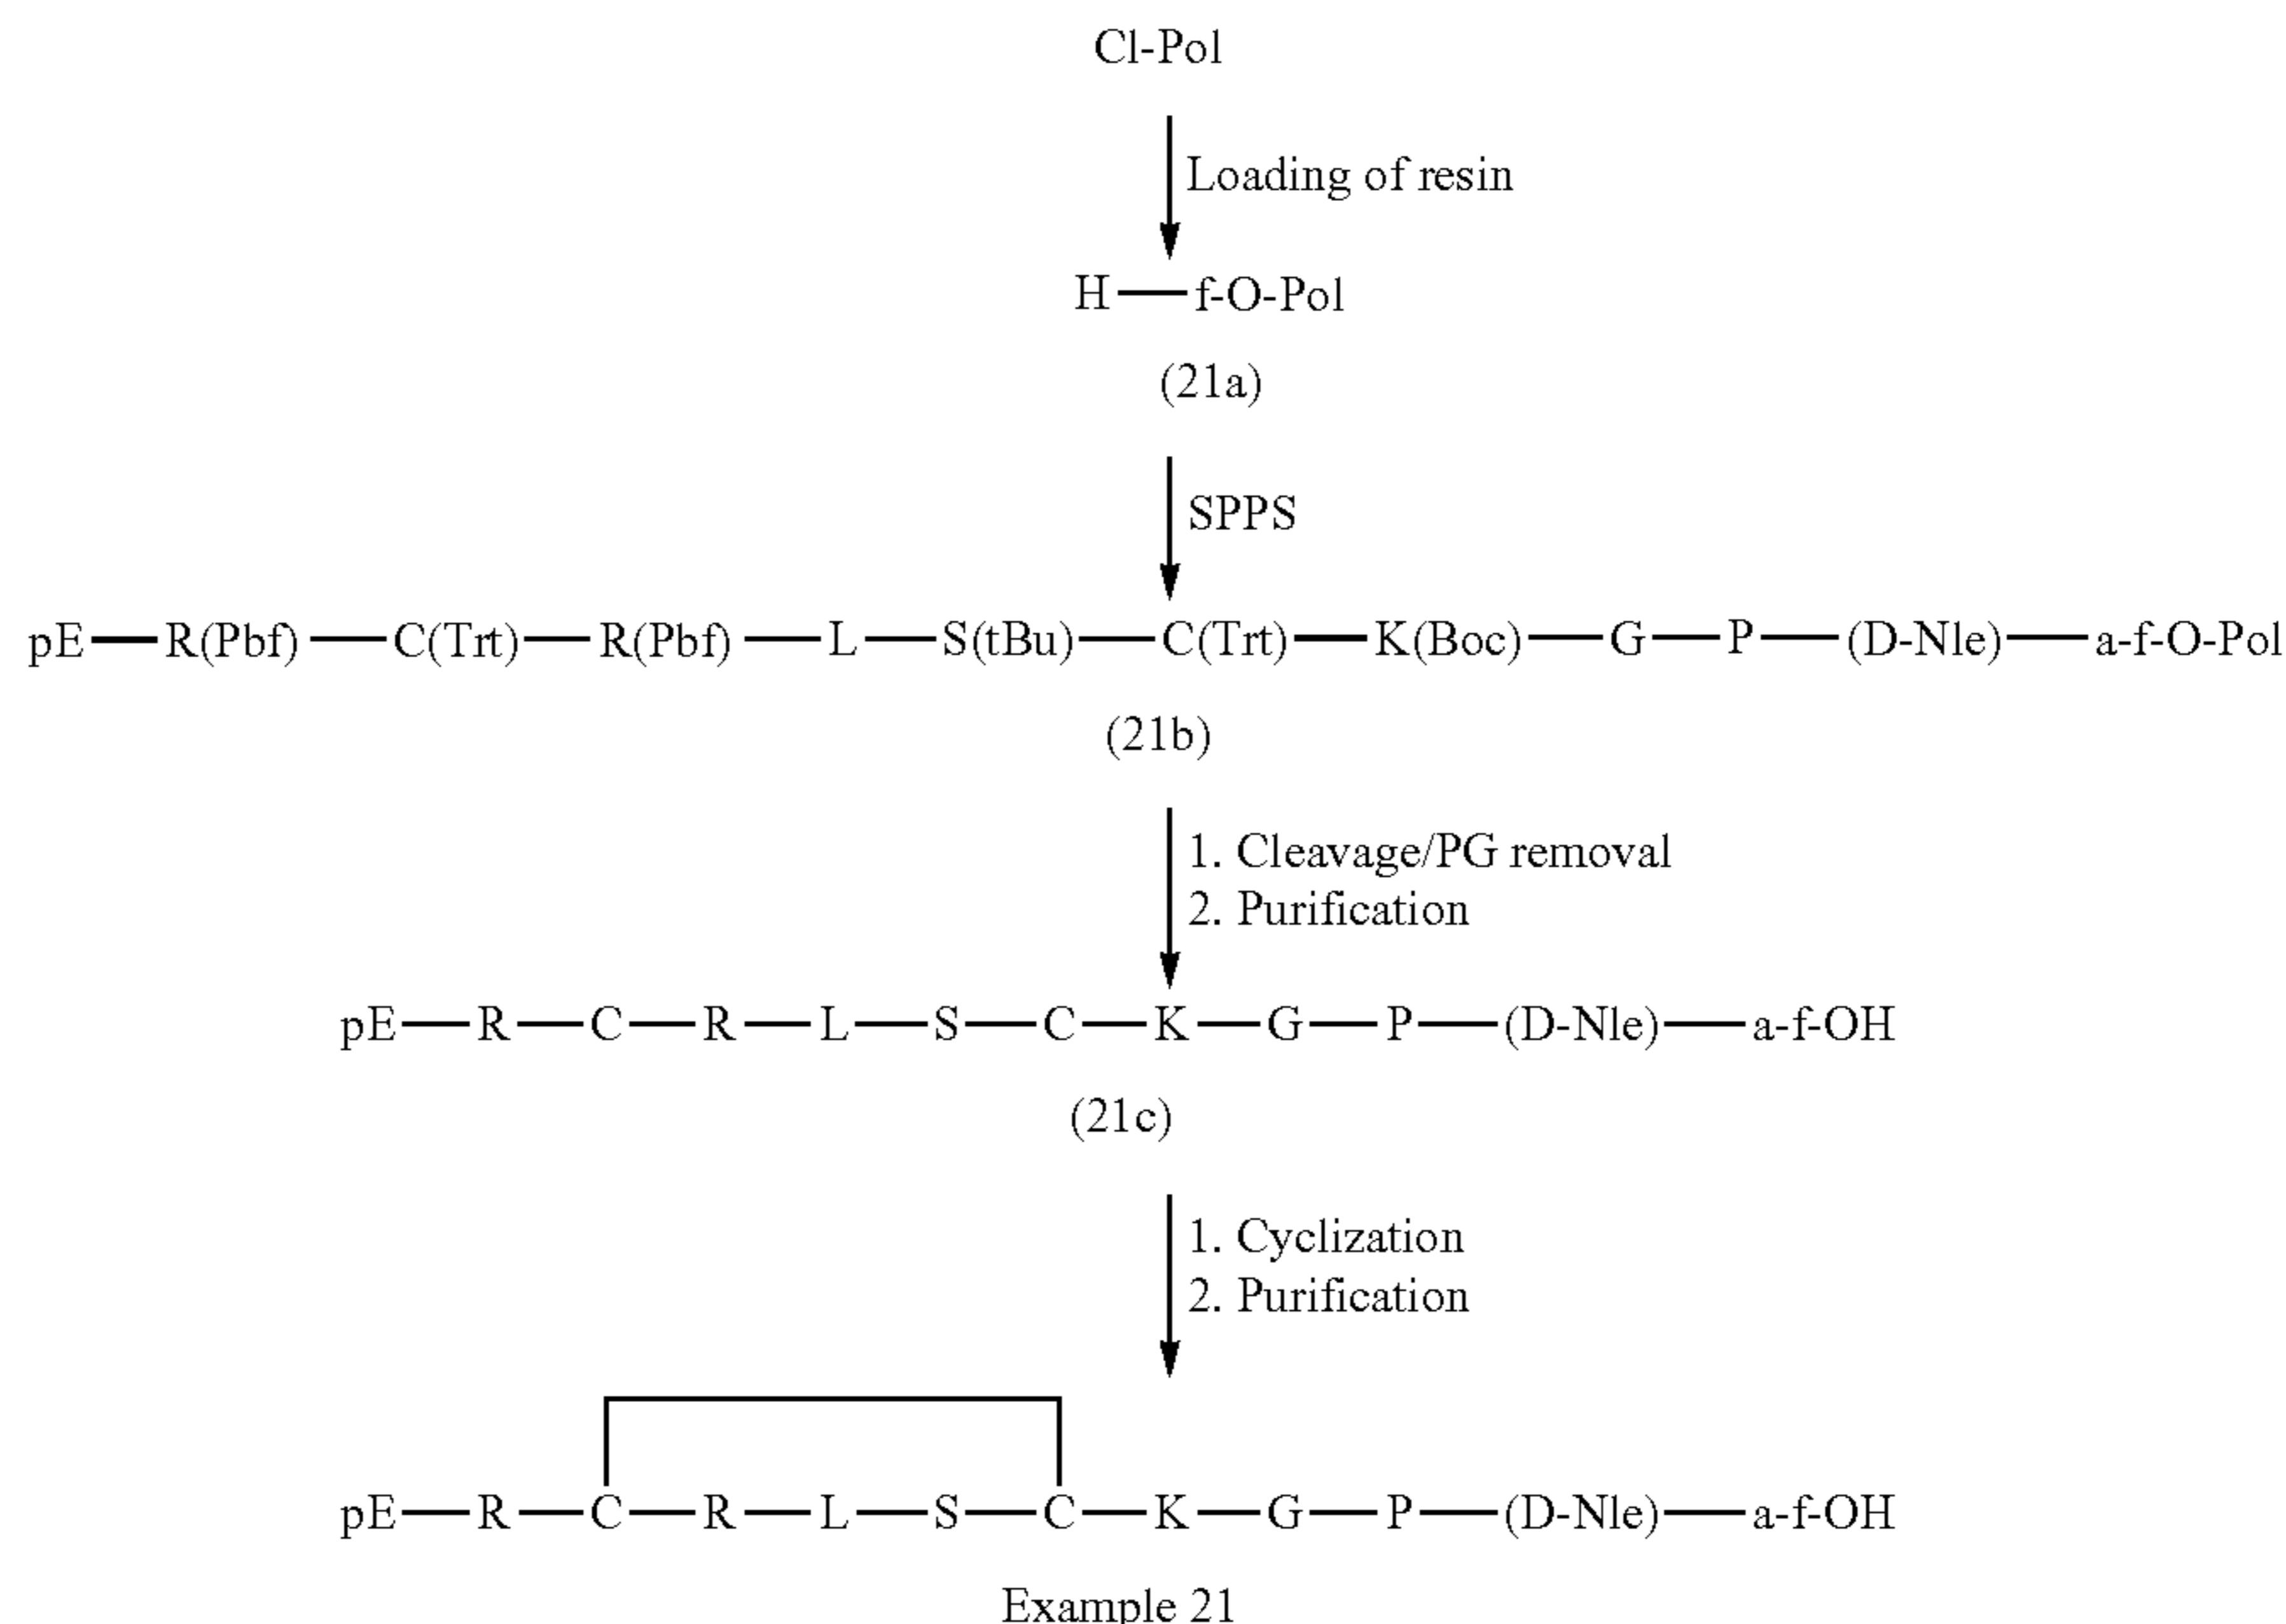 Cl-Pol
Loading of resin
H—f-O-Pol
(21a)
SPPS
pE—R(Pbf)—C(Trt)—R(Pbf)—L—S(tBu)—C(Trt)—K(Boc)—G—P—(D-Nle)—a-f-O-Pol
(21b)
1. Cleavage/PG removal
2. Purification
pE—R—C—R—L—S—C—K—G—P—(D-Nle)—a-f-OH
(21c)
1. Cyclization
2. Purification
pE—R—C—R—L—S—C—K—G—P—(D-Nle)—a-f-OH
Example 21